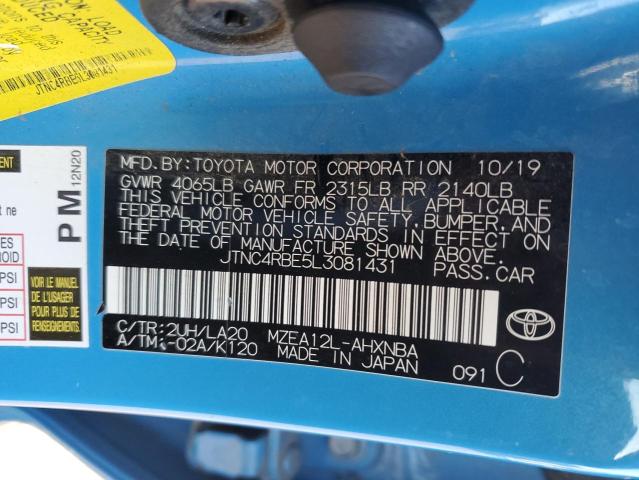 JTNC4RBE5L3081431
MFD. BY: TOYOTA MOTOR CORPORATION 10/19
GVWR 4065LB GAWR FR 2315LB RR 2140LB
THIS VEHICLE CONFORMS TO ALL APPLICABLE
FEDERAL MOTOR VEHICLE SAFETY, BUMPER, AND
THEFT PREVENTION STANDARDS IN EFFECT ON
THE DATE OF MANUFACTURE SHOWN ABOVE.
JTNC4RBE5L3081431 PASS.CAR
C/TR: 2UH/LA20 MZEA12L-AHXNBA
A/TM: -02A/K120 MADE IN JAPAN
091 C
TOYOTA
PM
12N20
ne
PSI
VOIR LE MANUEL
DE L'USAGER
POUR PLUS DE
RENSEIGNEMENTS
PSI
PSI